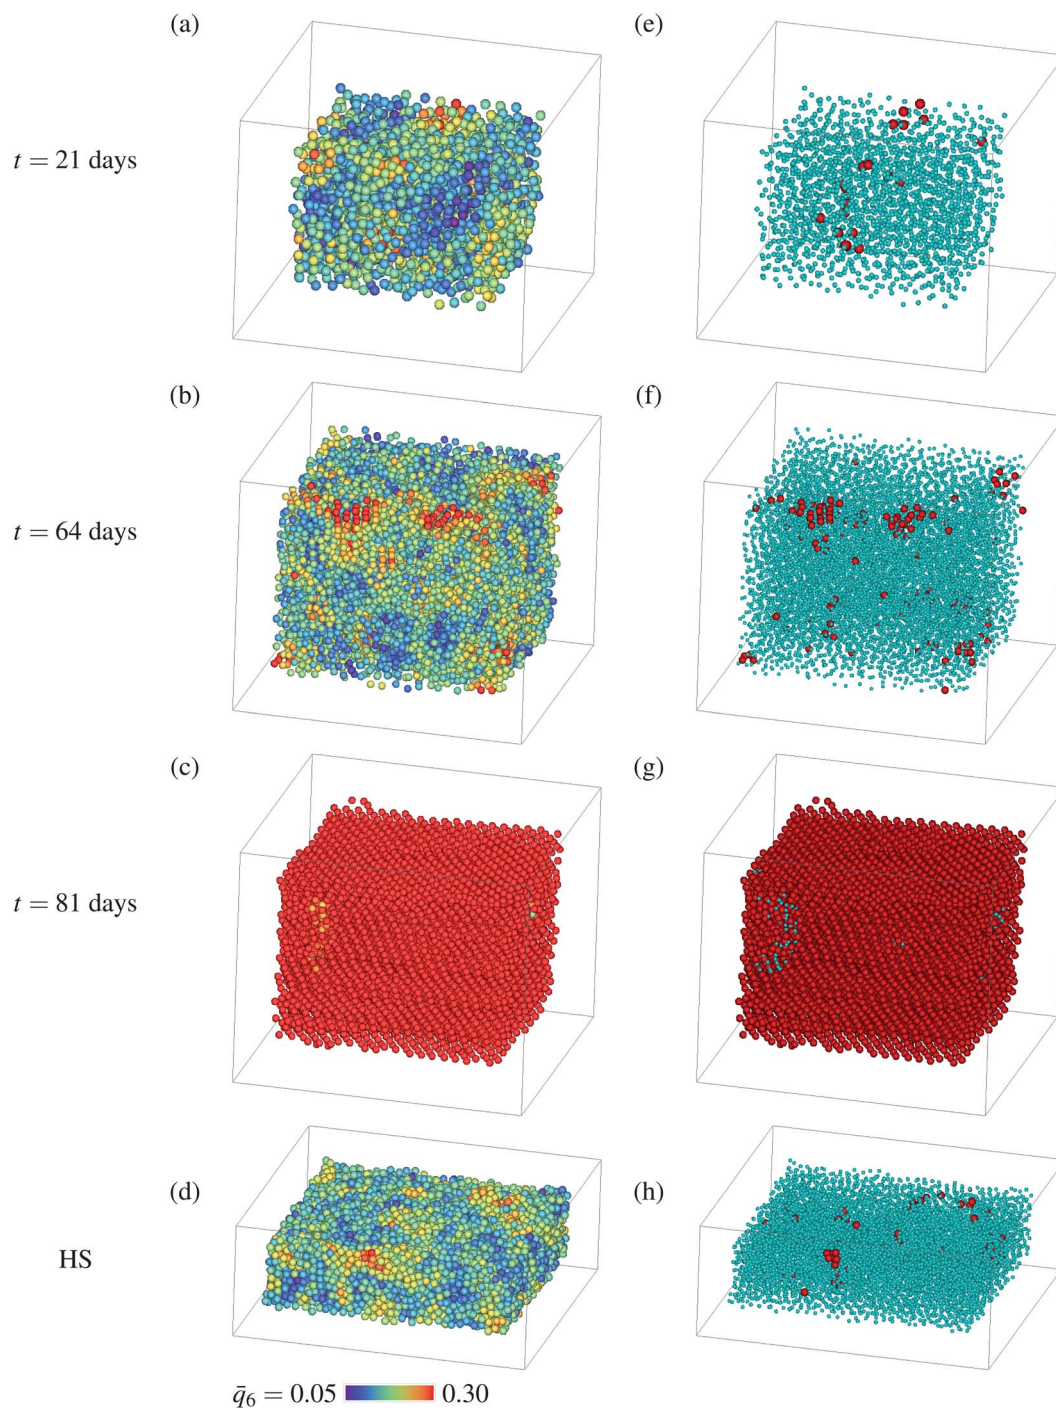 (a) (e)
t = 21 days
(b) (f)
t = 64 days
(c) (g)
t = 81 days
(d) (h)
HS
q̄₆ = 0.05 0.30